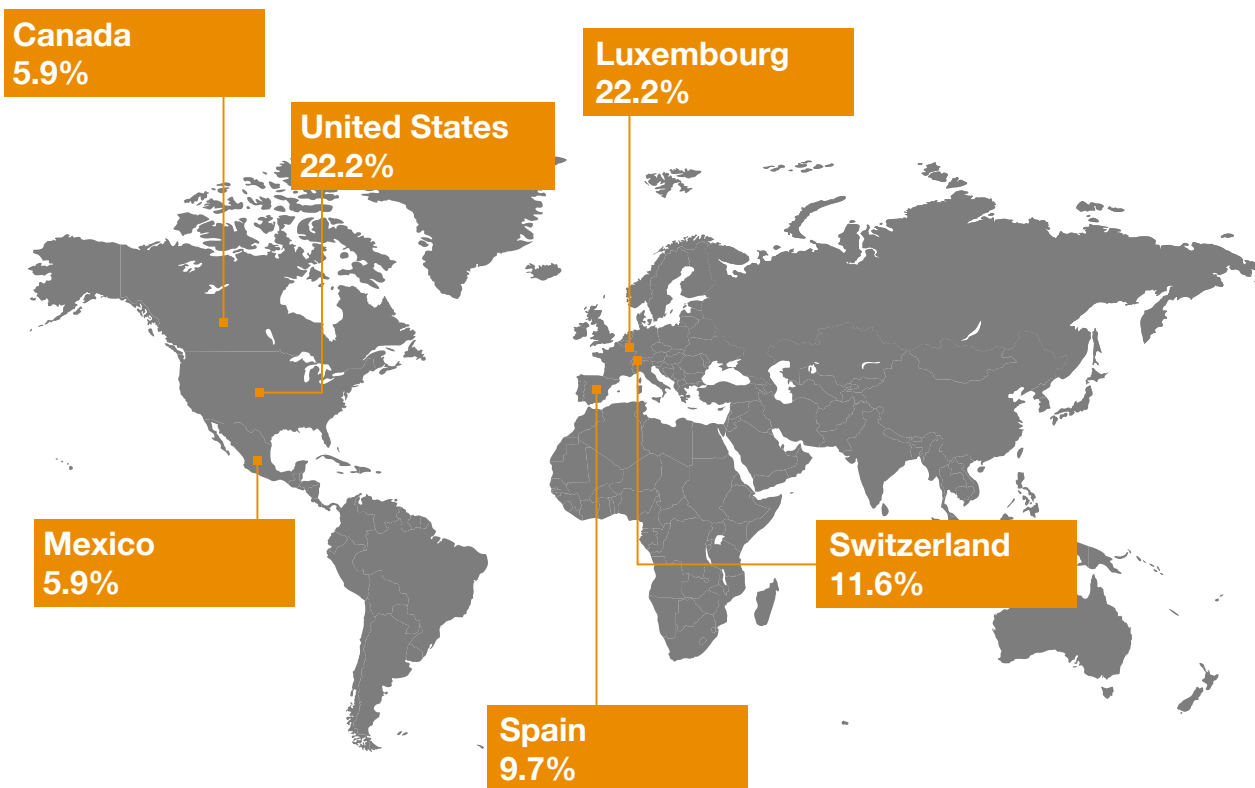 Canada
5.9%
United States
22.2%
Luxembourg
22.2%
Mexico
5.9%
Switzerland
11.6%
Spain
9.7%